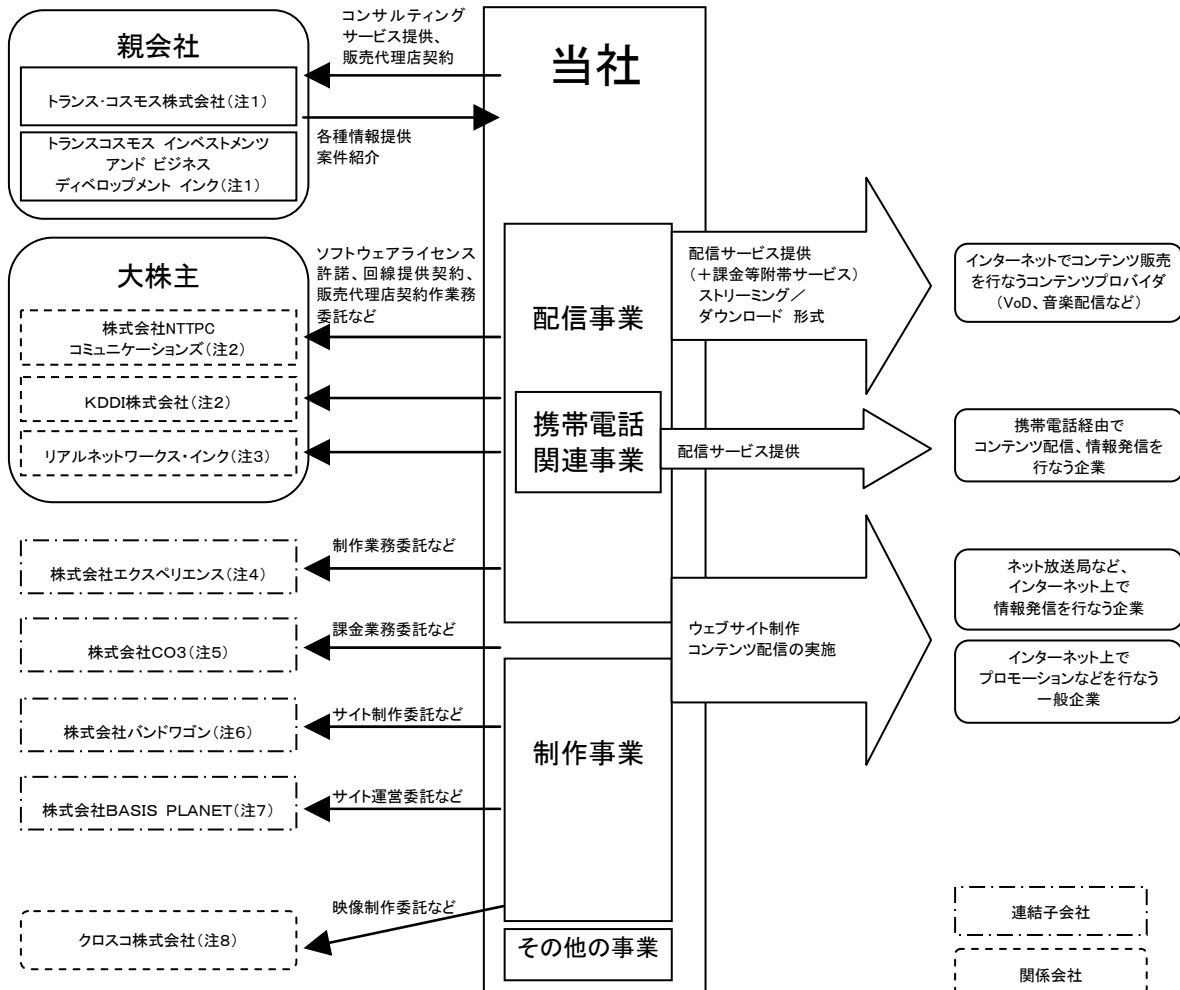 親会社
トランス・コスモス株式会社(注1)
トランスコスモス インベストメンツ
アンド ビジネス
ディベロップメント インク(注1)
コンサルティング
サービス提供、
販売代理店契約
各種情報提供
案件紹介
当社
大株主
株式会社NTTPC
コミュニケーションズ(注2)
KDDI株式会社(注2)
リアルネットワークス・インク(注3)
ソフトウェアライセンス
許諾、回線提供契約、
販売代理店契約作業務
委託など
配信事業
携帯電話
関連事業
配信サービス提供
(+課金等附帯サービス)
ストリーミング/
ダウンロード 形式
インターネットでコンテンツ販売
を行なうコンテンツプロバイダ
(VoD、音楽配信など)
配信サービス提供
携帯電話経由で
コンテンツ配信、情報発信を
行なう企業
株式会社エクスペリエンス(注4)
制作業務委託など
株式会社CO3(注5)
課金業務委託など
株式会社バンドワゴン(注6)
サイト制作委託など
株式会社BASIS PLANET(注7)
サイト運営委託など
クロスコ株式会社(注8)
映像制作委託など
制作事業
その他の事業
ウェブサイト制作
コンテンツ配信の実施
ネット放送局など、
インターネット上で
情報発信を行なう企業
インターネット上で
プロモーションなどを行なう
一般企業
連結子会社
関係会社